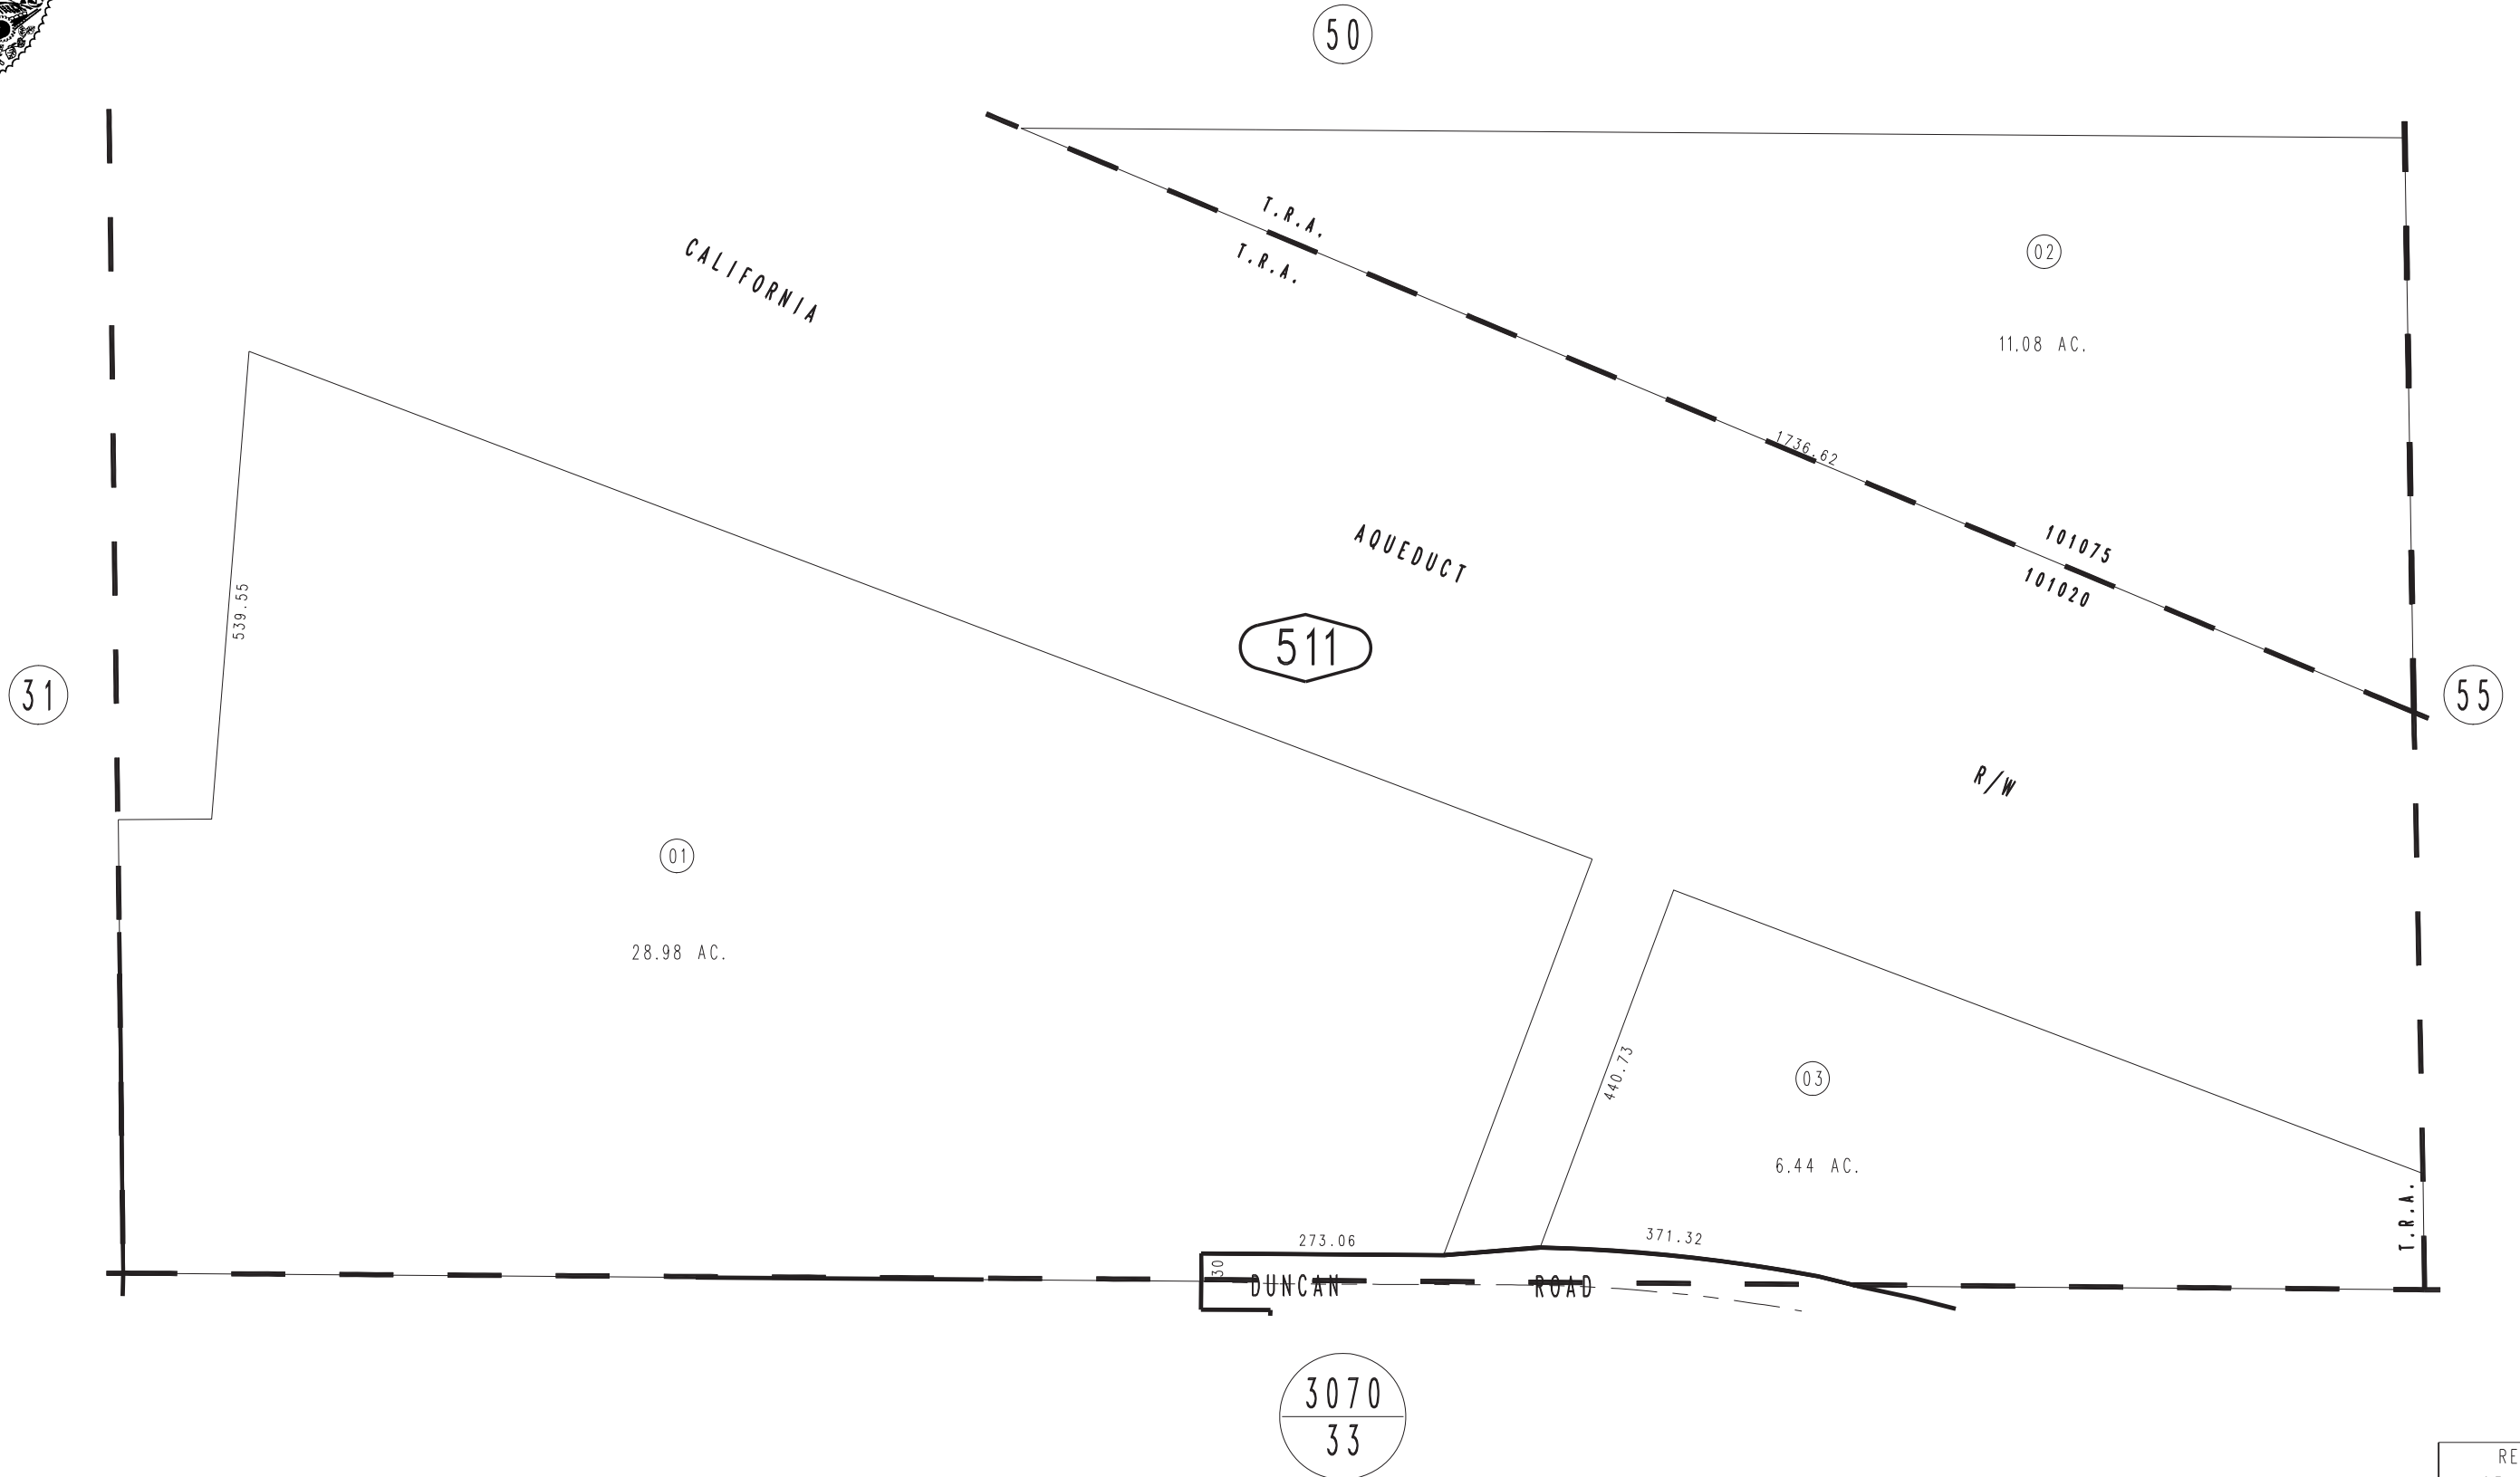 50
T.R.A.
T.R.A.
CALIFORNIA
02
11.08 AC.
1736.62
AQUEDUCT
101075
101020
539.55
511
31
55
R/W
01
28.98 AC.
03
440.73
6.44 AC.
T.R.A.
273.06
371.32
30
DUNCAN ROAD
3070
33
RE